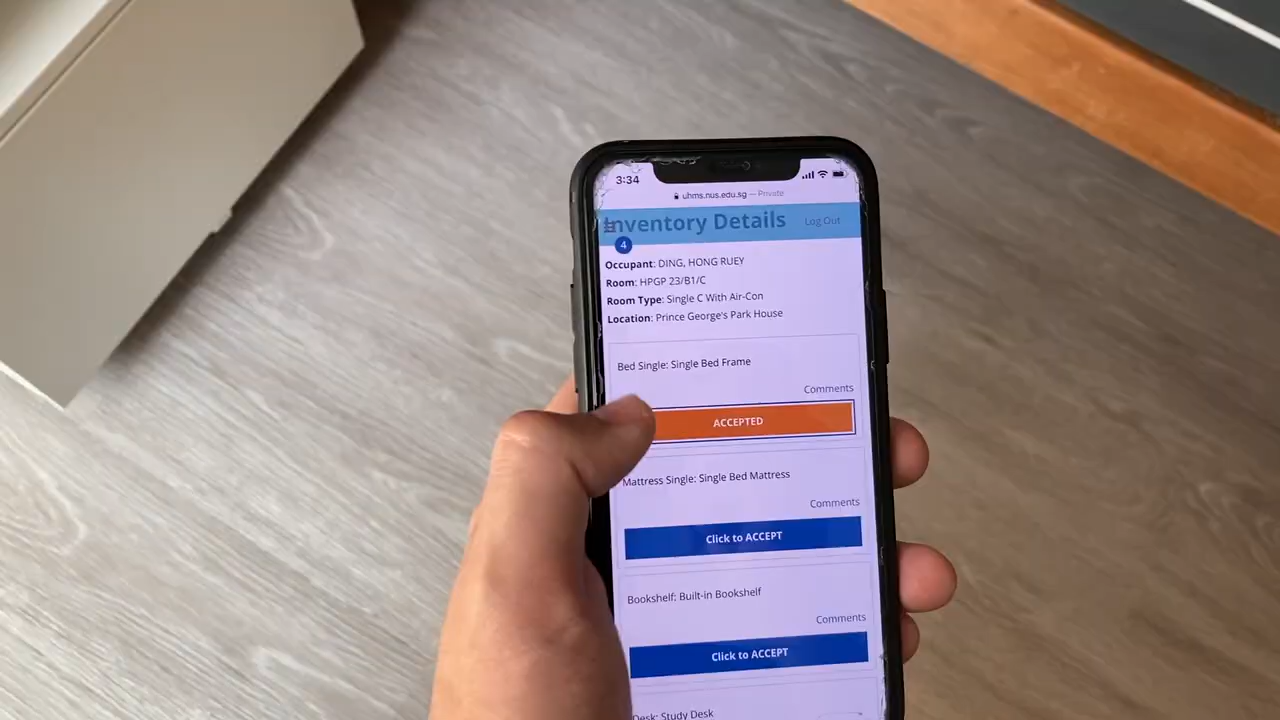 3:34
uhms.nus.edu.sg — Private
Inventory Details
Log Out
4
Occupant: DING, HONG RUEY
Room: HPGP 23/B1/C
Room Type: Single C With Air-Con
Location: Prince George's Park House
Bed Single: Single Bed Frame
Comments
ACCEPTED
Mattress Single: Single Bed Mattress
Comments
Click to ACCEPT
Bookshelf: Built-in Bookshelf
Comments
Click to ACCEPT
Desk: Study Desk